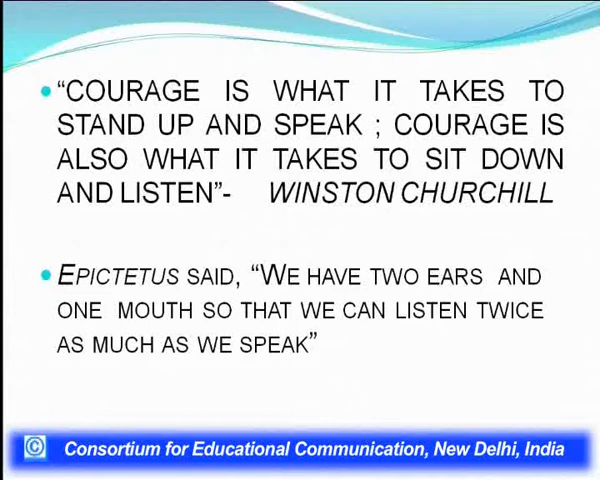 “COURAGE IS WHAT IT TAKES TO
STAND UP AND SPEAK ; COURAGE IS
ALSO WHAT IT TAKES TO SIT DOWN
AND LISTEN”- WINSTON CHURCHILL
EPICTETUS SAID, “WE HAVE TWO EARS AND
ONE MOUTH SO THAT WE CAN LISTEN TWICE
AS MUCH AS WE SPEAK”
© Consortium for Educational Communication, New Delhi, India